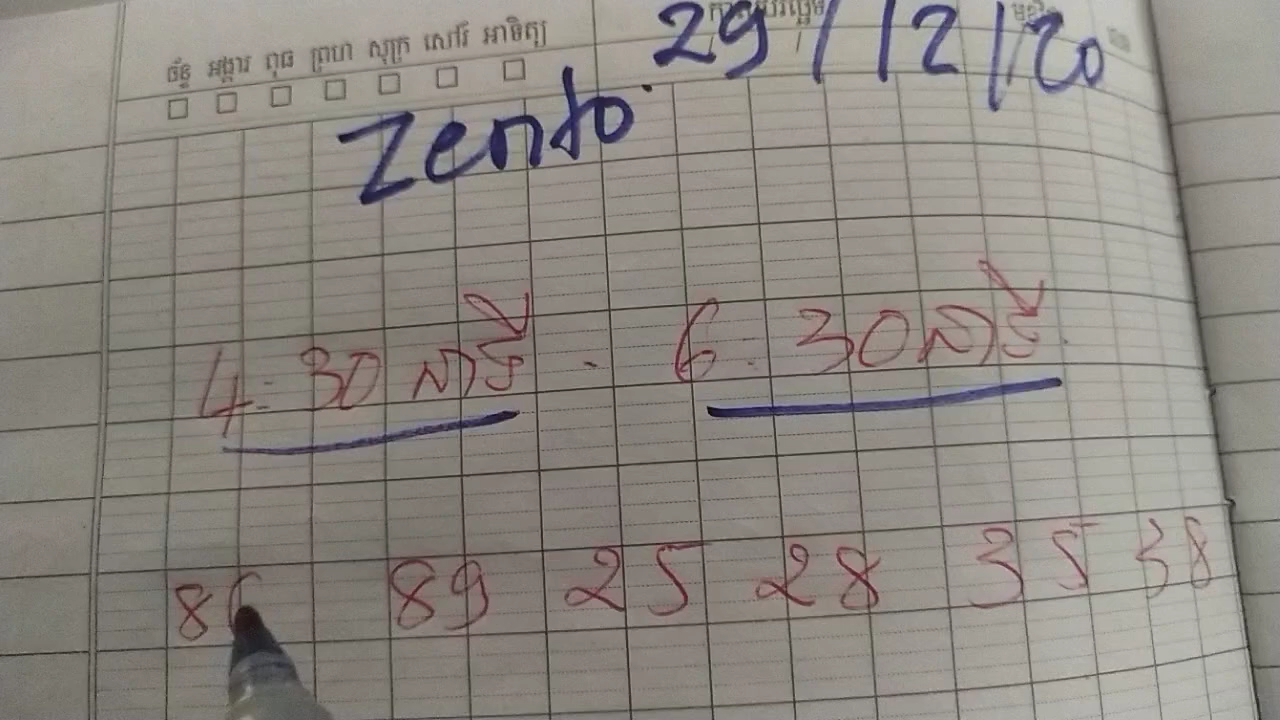 ច័ន្ទ អង្គារ ពុធ ព្រហ សុក្រ សៅរ៍ អាទិត្យ
29/12/20
Zento
4:30 នាទី . 6:30 នាទី
86 89 25 28 35 38